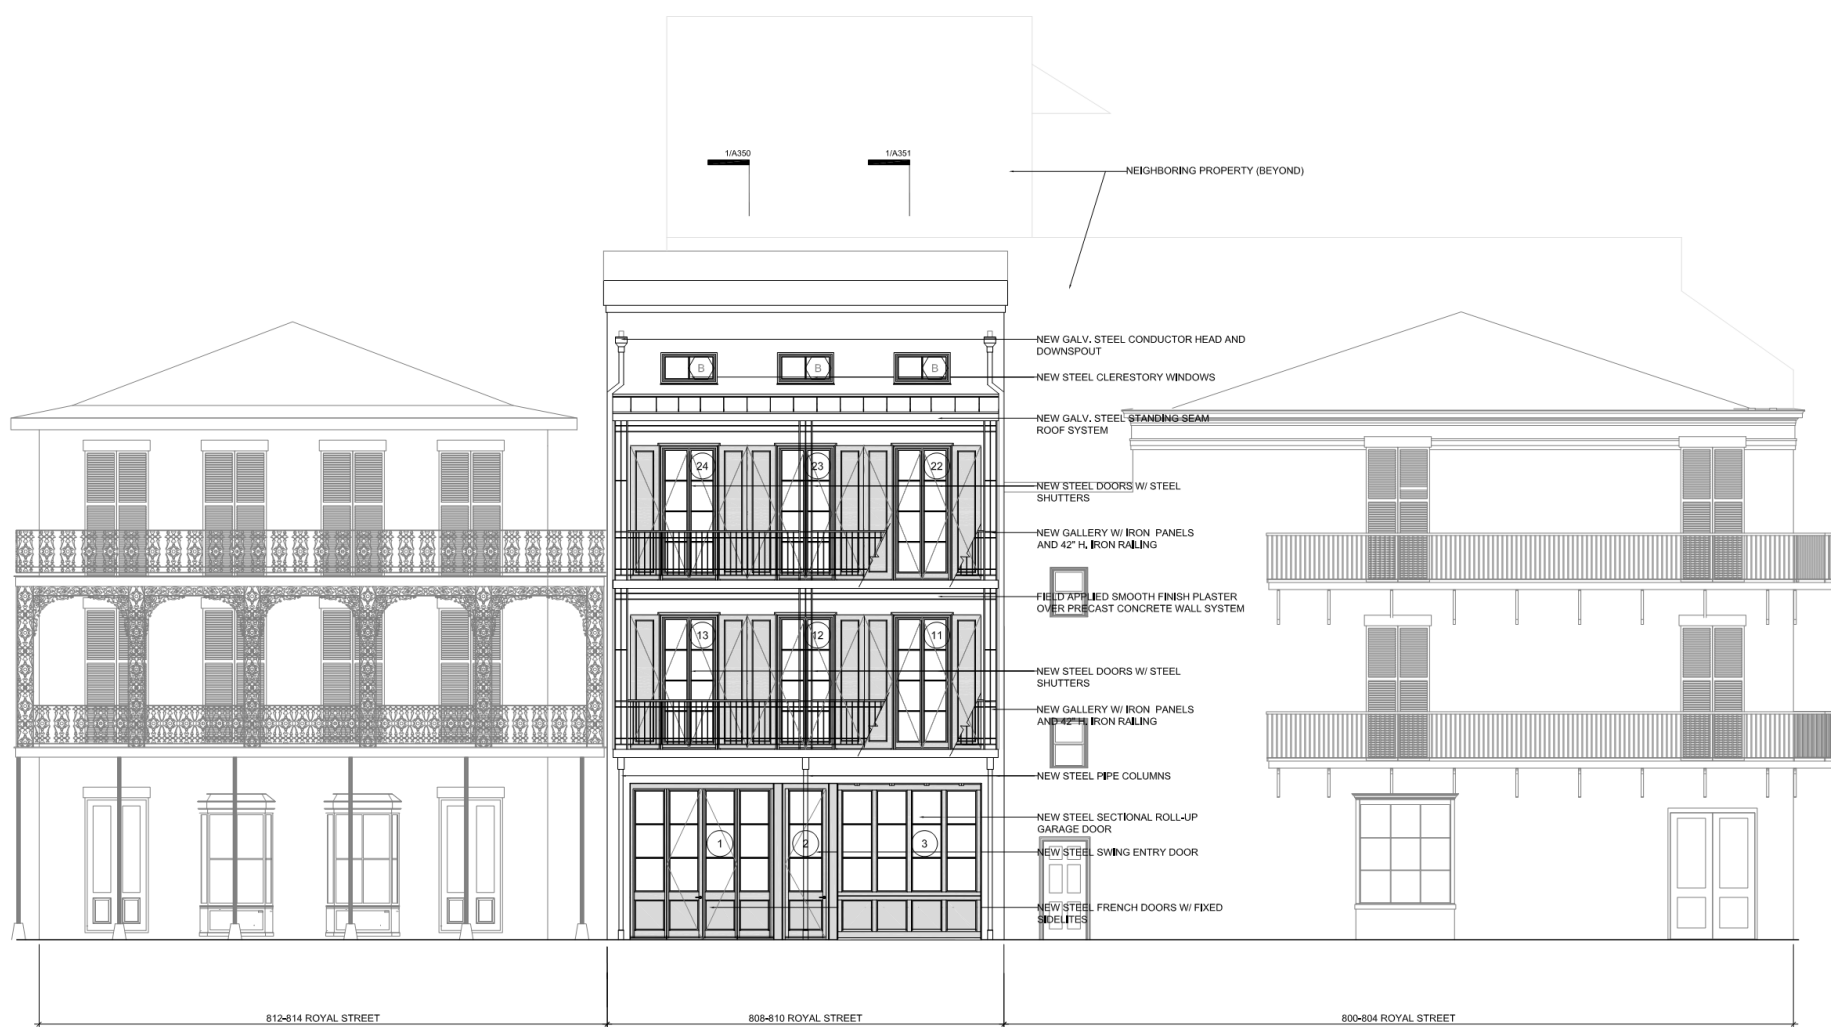 1/A350
1/A351
NEIGHBORING PROPERTY (BEYOND)
NEW GALV. STEEL CONDUCTOR HEAD AND
DOWNSPOUT
B
B
B
NEW STEEL CLERESTORY WINDOWS
NEW GALV. STEEL STANDING SEAM
ROOF SYSTEM
24
23
22
NEW STEEL DOORS W/ STEEL
SHUTTERS
NEW GALLERY W/ IRON PANELS
AND 42" H. IRON RAILING
FIELD APPLIED SMOOTH FINISH PLASTER
OVER PRECAST CONCRETE WALL SYSTEM
13
12
11
NEW STEEL DOORS W/ STEEL
SHUTTERS
NEW GALLERY W/ IRON PANELS
AND 42" H. IRON RAILING
NEW STEEL PIPE COLUMNS
NEW STEEL SECTIONAL ROLL-UP
GARAGE DOOR
1
2
3
NEW STEEL SWING ENTRY DOOR
NEW STEEL FRENCH DOORS W/ FIXED
SIDELITES
812-814 ROYAL STREET
808-810 ROYAL STREET
800-804 ROYAL STREET